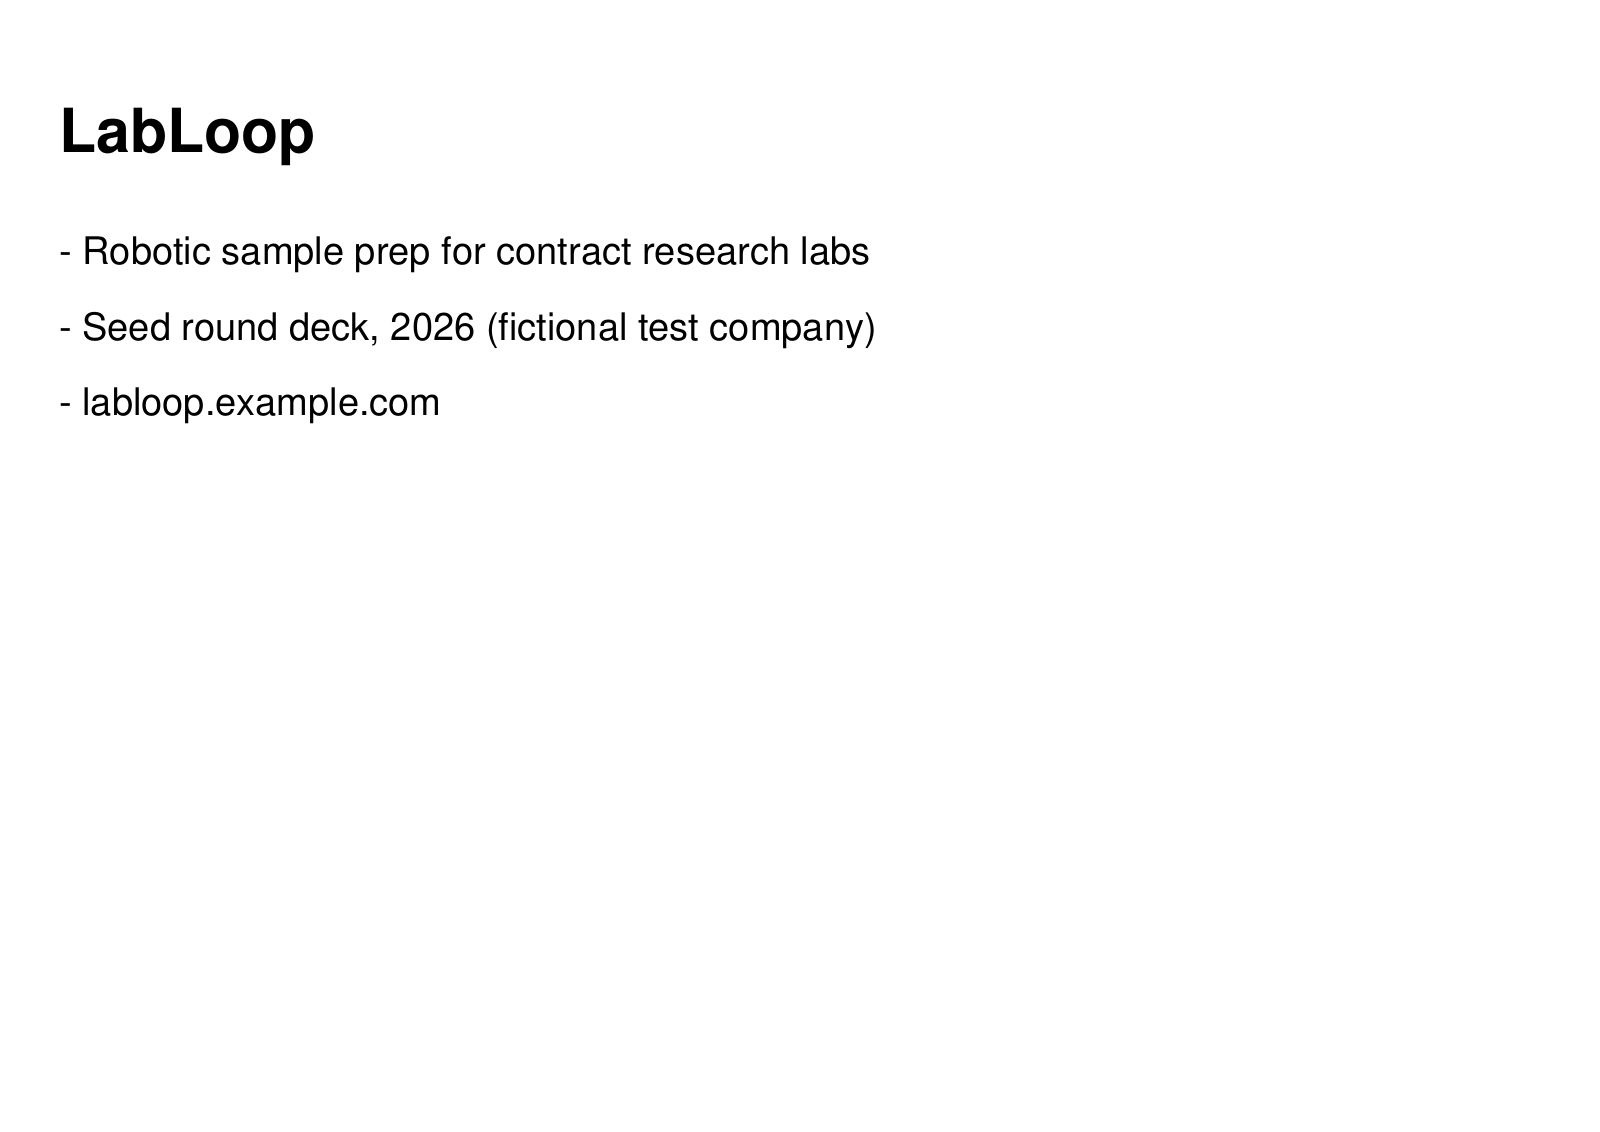 LabLoop
- Robotic sample prep for contract research labs
- Seed round deck, 2026 (fictional test company)
- labloop.example.com